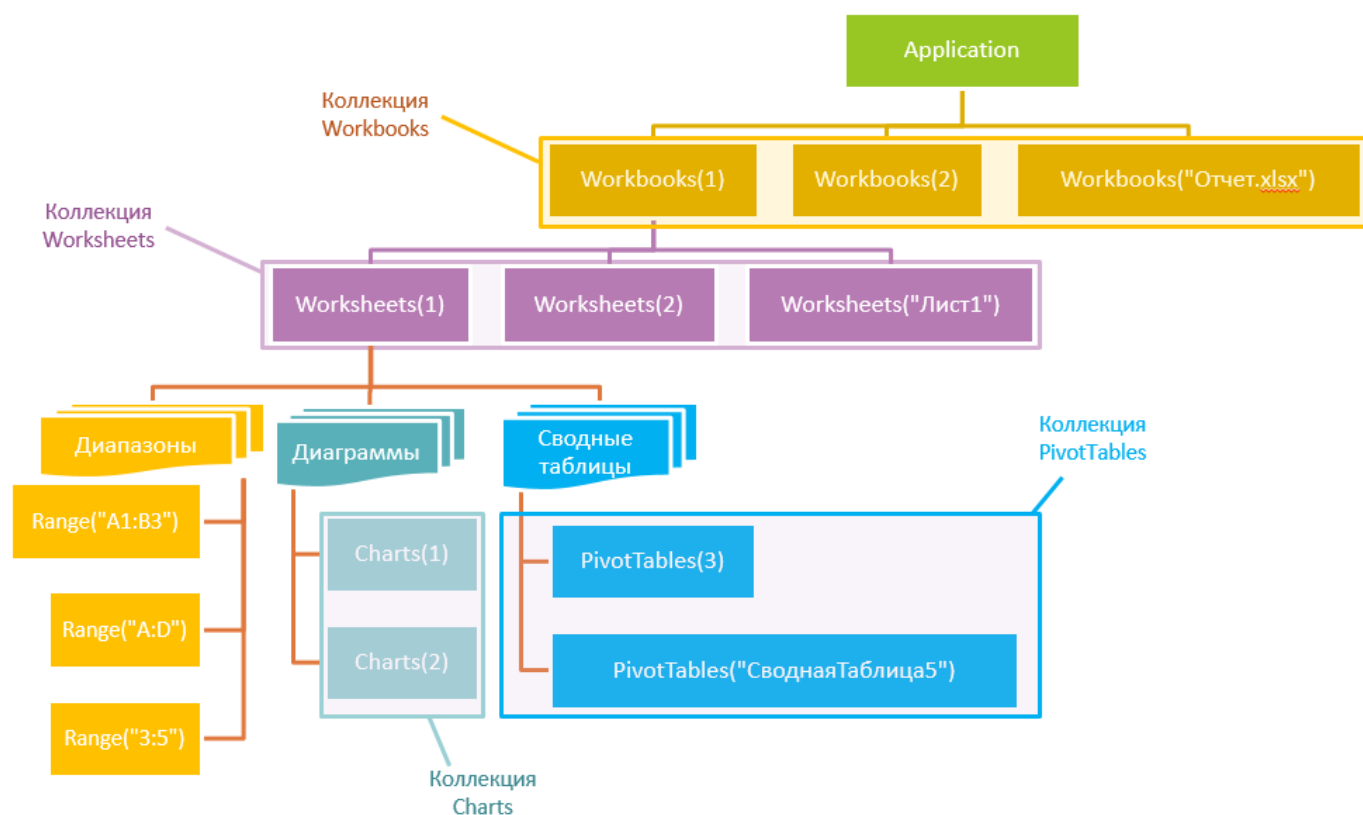 Application
Коллекция
Workbooks
Workbooks(1)
Workbooks(2)
Workbooks("Отчет.xlsx")
Коллекция
Worksheets
Worksheets(1)
Worksheets(2)
Worksheets("Лист1")
Диапазоны
Диаграммы
Сводные
таблицы
Коллекция
PivotTables
Range("A1:B3")
Range("A:D")
Range("3:5")
Charts(1)
Charts(2)
PivotTables(3)
PivotTables("СводнаяТаблица5")
Коллекция
Charts